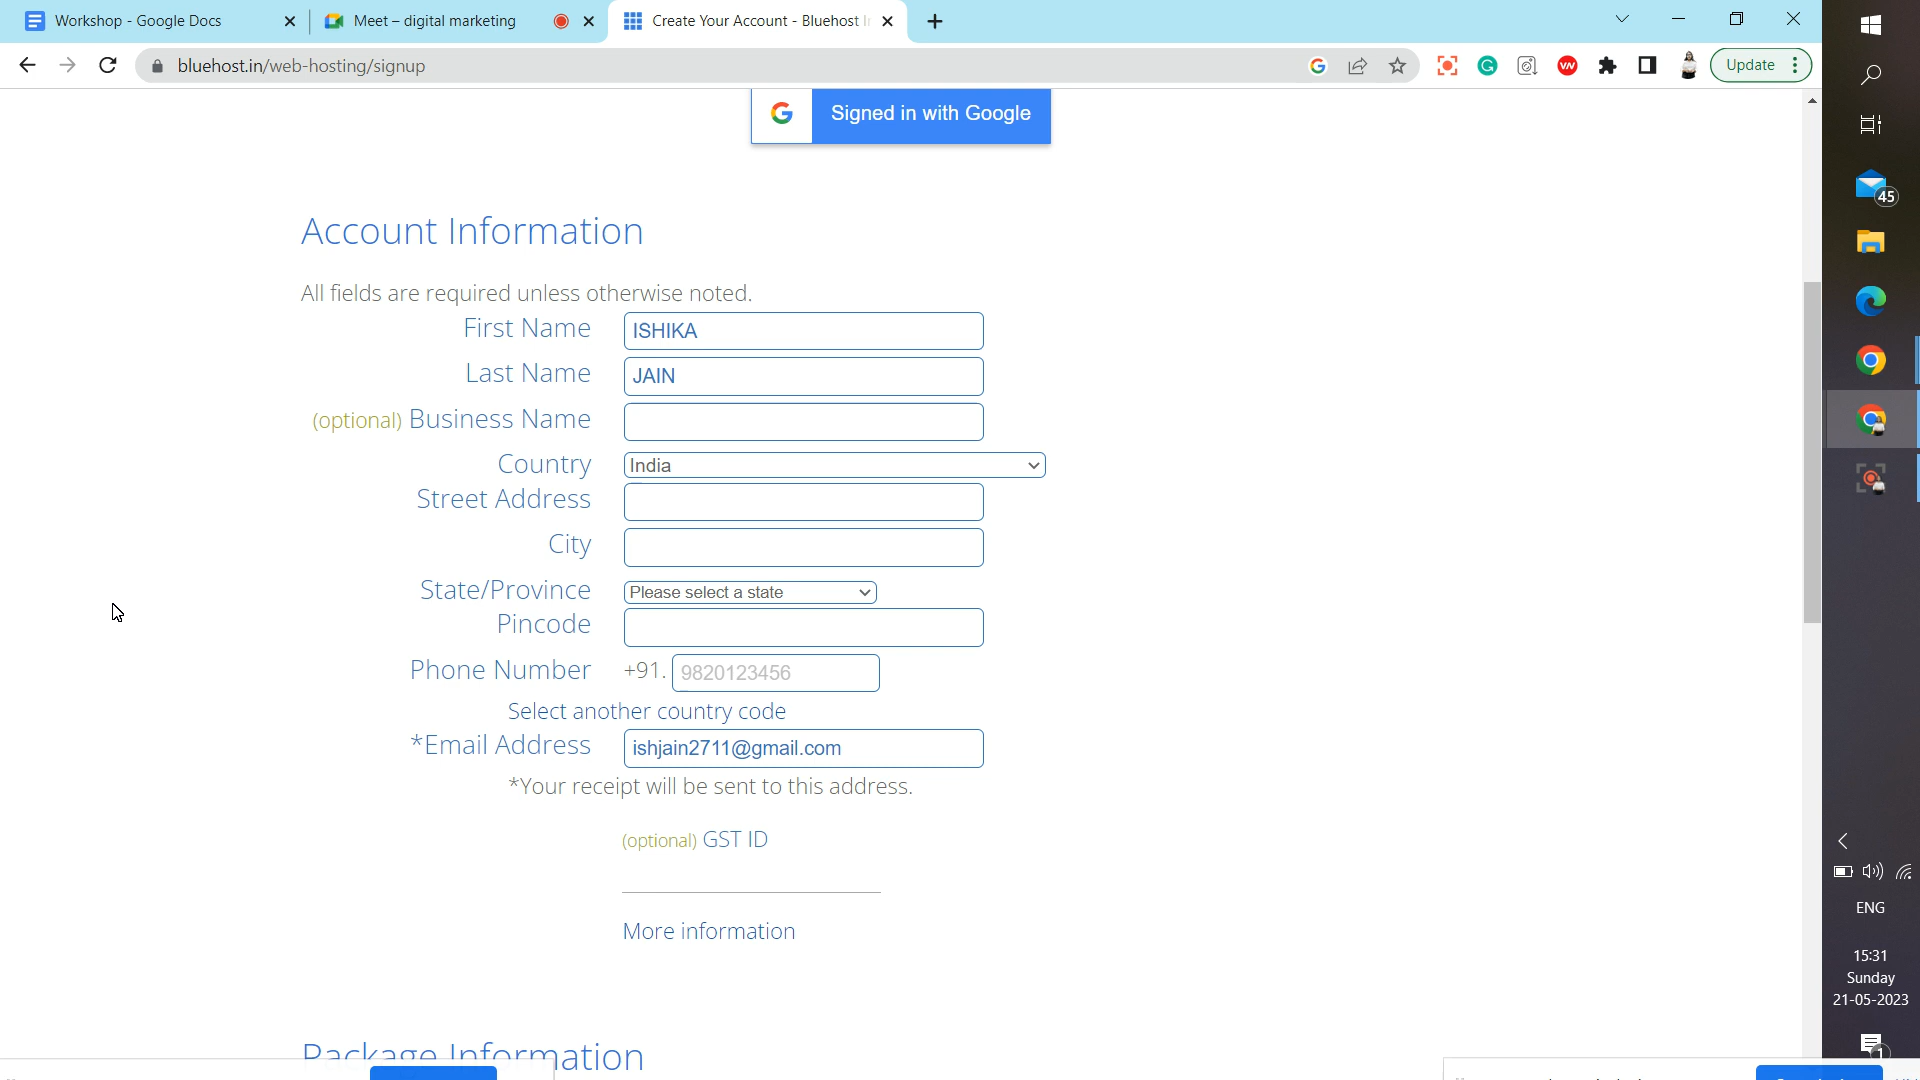 Workshop - Google Docs
Meet – digital marketing
Create Your Account - Bluehost
bluehost.in/web-hosting/signup
Update
Signed in with Google
Account Information
All fields are required unless otherwise noted.
First Name ISHIKA
Last Name JAIN
(optional) Business Name
Country India
Street Address
City
State/Province Please select a state
Pincode
Phone Number +91. 9820123456
Select another country code
*Email Address ishjain2711@gmail.com
*Your receipt will be sent to this address.
(optional) GST ID
More information
Package Information
45
ENG
15:31
Sunday
21-05-2023
1